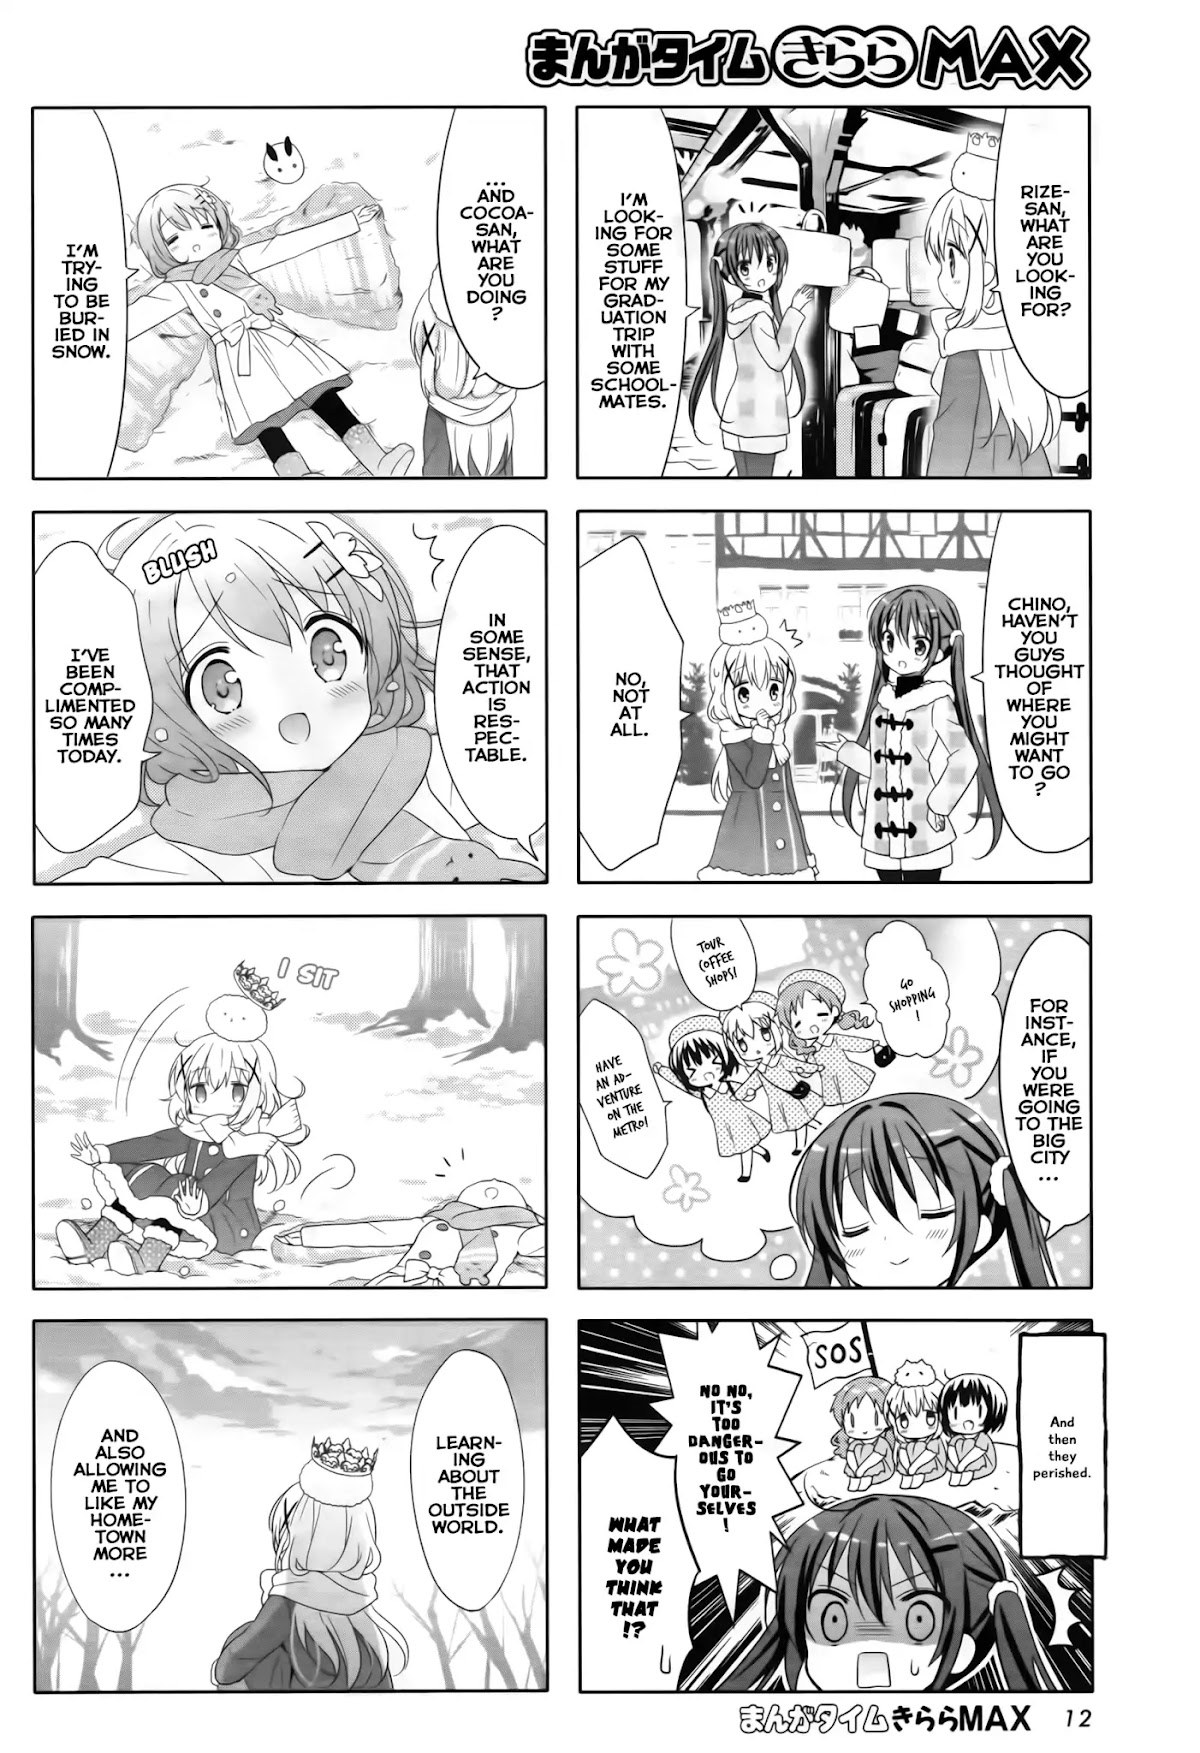 まんがタイムきららMAX
RIZE-
SAN,
WHAT
ARE
YOU
LOOK-
ING
FOR?
I'M
LOOK-
ING FOR
SOME
STUFF
FOR MY
GRAD-
UATION
TRIP
WITH
SOME
SCHOOL-
MATES.
CHINO,
HAVEN'T
YOU
GUYS
THOUGHT
OF
WHERE
YOU
MIGHT
WANT
TO GO
?
NO,
NOT
AT
ALL.
FOR
INST-
ANCE,
IF YOU
WERE
GOING
TO THE
BIG
CITY
...
GO
SHOPPING
!
TOUR
COFFEE
SHOPS!
HAVE
AN AD-
VENTURE
ON THE
METRO!
And
then
they
perished.
SOS
NO NO,
IT'S
TOO
DANGER-
OUS TO
GO
YOUR-
SELVES
!
WHAT
MADE
YOU
THINK
THAT
!?
...
AND
COCOA-
SAN,
WHAT
ARE
YOU
DOING
?
I'M
TRY-
ING
TO BE
BUR-
IED IN
SNOW.
IN
SOME
SENSE,
THAT
ACTION
IS
RES-
PEC-
TABLE.
BLUSH
I'VE
BEEN
COMP-
LIMENTED
SO MANY
TIMES
TODAY.
I SIT
LEARN-
ING
ABOUT
THE
OUTSIDE
WORLD.
AND
ALSO
ALLOWING
ME TO
LIKE MY
HOME-
TOWN
MORE
...
まんがタイムきららMAX 12